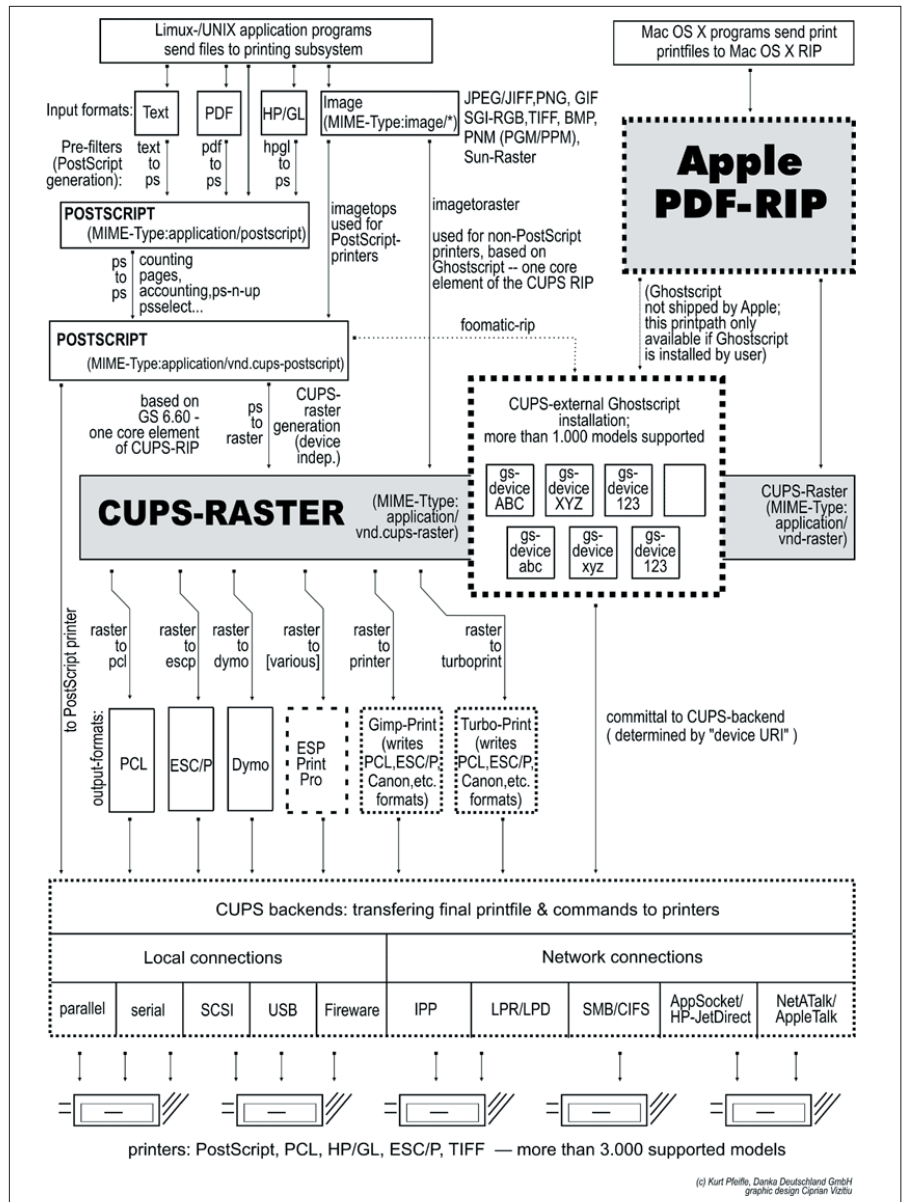 Limux-/UNIX application programs
send files to printing subsystem
Mac OS X programs send print
printfiles to Mac OS X RIP
Input formats:
Text
PDF
HP/GL
Image
(MIME-Type:image/*)
JPEG/JIFF,PNG, GIF
SGI-RGB,TIFF, BMP,
PNM (PGM/PPM),
Sun-Raster
Pre-filters
(PostScript
generation):
text
to
ps
pdf
to
ps
hpgl
to
ps
Apple
PDF-RIP
POSTSCRIPT
(MIME-Type:application/postscript)
imagetops
used for
PostScript-
printers
imagetoraster
used for non-PostScript
printers, based on
Ghostscript -- one core
element of the CUPS RIP
ps
to
ps
counting
pages,
accounting,ps-n-up
psselect...
(Ghostscript
not shipped by Apple;
this printpath only
available if Ghostscript
is installed by user)
foomatic-rip
POSTSCRIPT
(MIME-Type:application/vnd.cups-postscript)
based on
GS 6.60 -
one core element
of CUPS-RIP
ps
to
raster
CUPS-
raster
generation
(device
indep.)
CUPS-external Ghostscript
installation;
more than 1.000 models supported
gs-
device
ABC
gs-
device
XYZ
gs-
device
123
gs-
device
abc
gs-
device
xyz
gs-
device
123
CUPS-RASTER
(MIME-Ttype:
application/
vnd.cups-raster)
CUPS-Raster
(MIME-Type:
application/
vnd-raster)
to PostScript printer
raster
to
pcl
raster
to
escp
raster
to
dymo
raster
to
[various]
raster
to
printer
raster
to
turboprint
output-formats:
PCL
ESC/P
Dymo
ESP
Print
Pro
Gimp-Print
(writes
PCL,ESC/P,
Canon,etc.
formats)
Turbo-Print
(writes
PCL,ESC/P,
Canon,etc.
formats)
committal to CUPS-backend
( determined by "device URI" )
CUPS backends: transfering final printfile & commands to printers
Local connections
Network connections
parallel
serial
SCSI
USB
Fireware
IPP
LPR/LPD
SMB/CIFS
AppSocket/
HP-JetDirect
NetATalk/
AppleTalk
printers: PostScript, PCL, HP/GL, ESC/P, TIFF — more than 3.000 supported models
(c) Kurt Pfeifle, Danka Deutschland GmbH
graphic design Ciprian Vizitiu